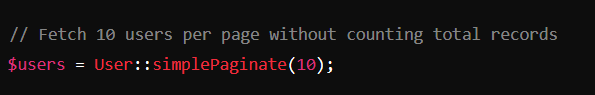 // Fetch 10 users per page without counting total records
$users = User::simplePaginate(10);